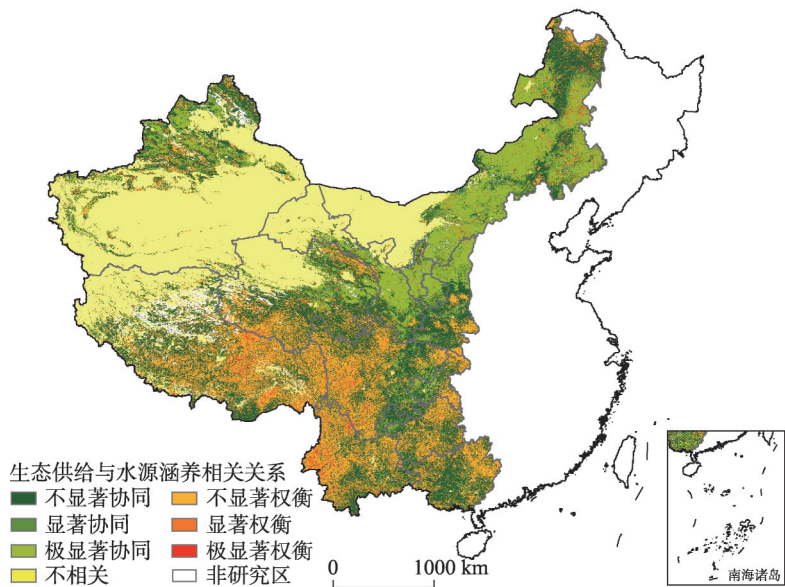 生态供给与水源涵养相关关系
不显著协同 不显著权衡
显著协同 显著权衡
极显著协同 极显著权衡
不相关 非研究区
0 1000 km
南海诸岛